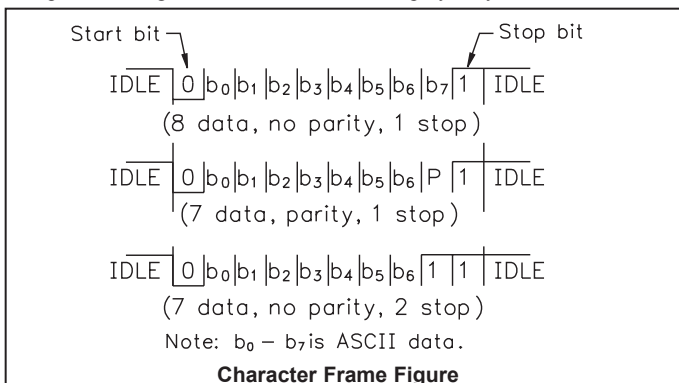 Start bit Stop bit
IDLE 0 b₀ b₁ b₂ b₃ b₄ b₅ b₆ b₇ 1 IDLE
(8 data, no parity, 1 stop)
IDLE 0 b₀ b₁ b₂ b₃ b₄ b₅ b₆ P 1 IDLE
(7 data, parity, 1 stop)
IDLE 0 b₀ b₁ b₂ b₃ b₄ b₅ b₆ 1 1 IDLE
(7 data, no parity, 2 stop)
Note: b₀ – b₇ is ASCII data.
Character Frame Figure